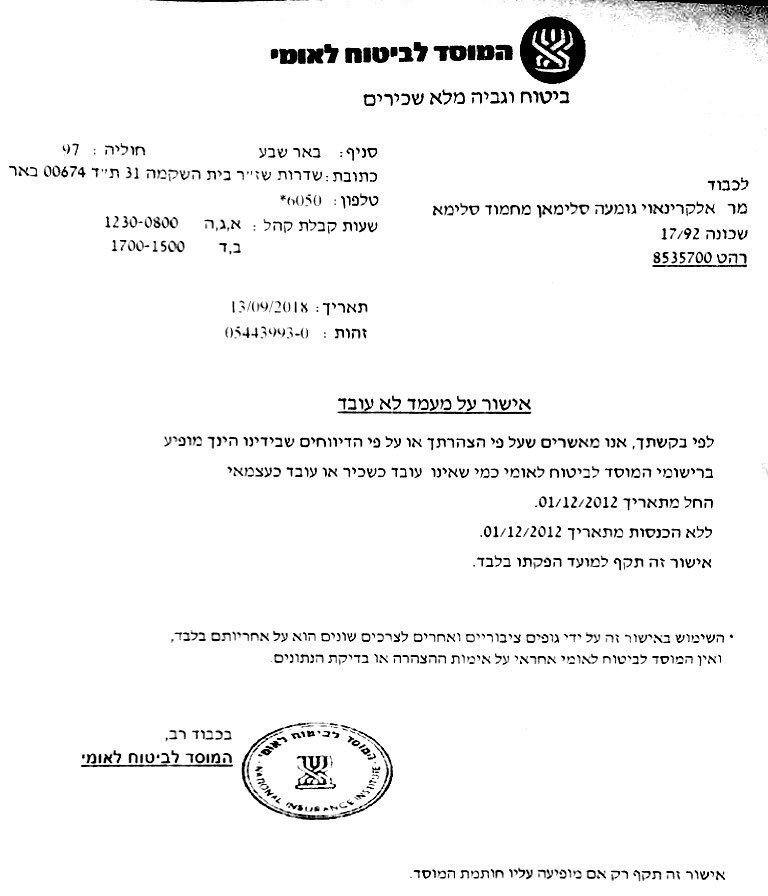 המוסד לביטוח לאומי
ביטוח וגביה מלא שכירים
סניף: באר שבע חוליה : 97
כתובת: שדרות שז"ר בית השקמה 31 ת"ד 00674 באר
טלפון: 6050*
שעות קבלת קהל : א,ג,ה 1230-0800
ב,ד 1700-1500
לכבוד
מר אלקרינאוי גומעה סלימאן מחמוד סלימא
שכונה 17/92
רהט 8535700
תאריך: 13/09/2018
זהות : 05443993-0
אישור על מעמד לא עובד
לפי בקשתך, אנו מאשרים שעל פי הצהרתך או על פי הדיווחים שבידינו הינך מופיע
ברישומי המוסד לביטוח לאומי כמי שאינו עובד כשכיר או עובד כעצמאי
החל מתאריך 01/12/2012.
ללא הכנסות מתאריך 01/12/2012.
אישור זה תקף למועד הפקתו בלבד.
* השימוש באישור זה על ידי גופים ציבוריים ואחרים לצרכים שונים הוא על אחריותם בלבד,
ואין המוסד לביטוח לאומי אחראי על אימות ההצהרה או בדיקת הנתונים.
בכבוד רב,
המוסד לביטוח לאומי
המוסד לביטוח לאומי
NATIONAL INSURANCE INSTITUTE
אישור זה תקף רק אם מופיעה עליו חותמת המוסד.